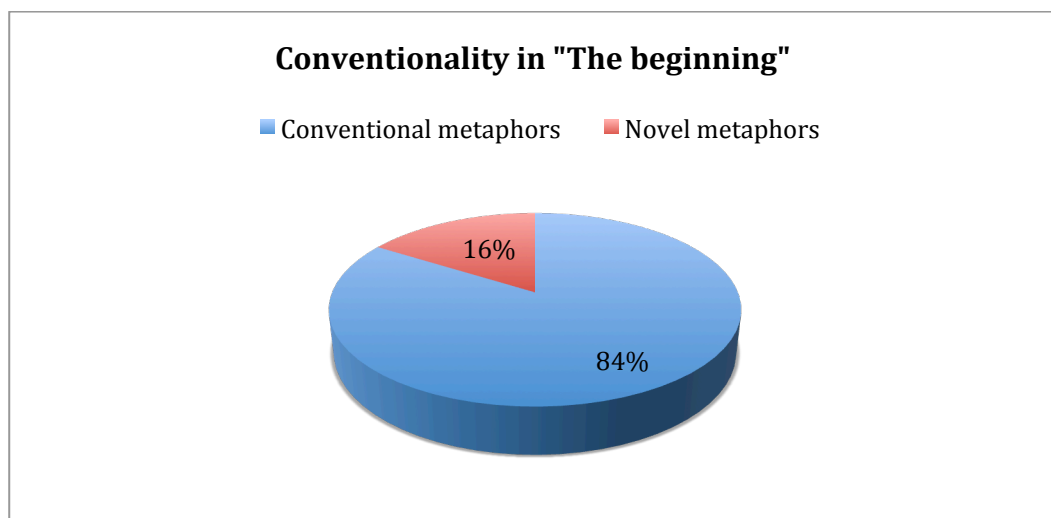 Conventionality in "The beginning"
Conventional metaphors Novel metaphors
16%
84%